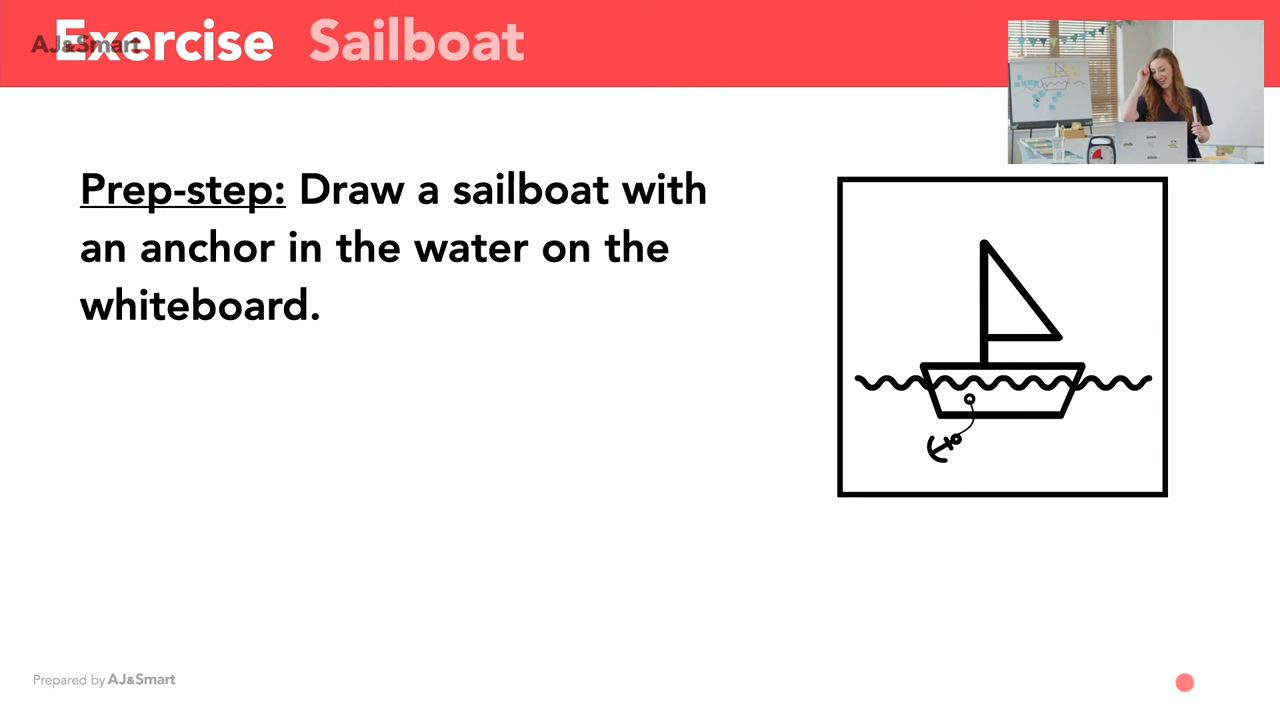 Exercise Sailboat
AJ&Smart
Prep-step: Draw a sailboat with
an anchor in the water on the
whiteboard.
Prepared by AJ&Smart